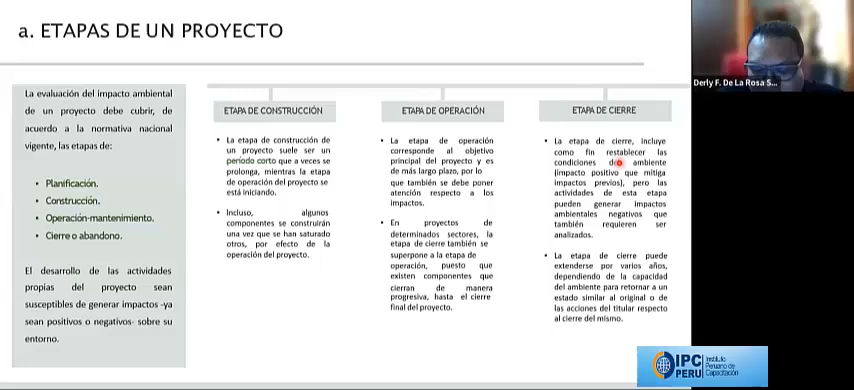 a. ETAPAS DE UN PROYECTO
La evaluación del impacto ambiental
de un proyecto debe cubrir, de
acuerdo a la normativa nacional
vigente, las etapas de:
• Planificación.
• Construcción.
• Operación-mantenimiento.
• Cierre o abandono.
El desarrollo de las actividades
propias del proyecto sean
susceptibles de generar impactos -ya
sean positivos o negativos- sobre su
entorno.
ETAPA DE CONSTRUCCIÓN
• La etapa de construcción de
un proyecto suele ser un
período corto que a veces se
prolonga, mientras la etapa
de operación del proyecto se
está iniciando.
• Incluso, algunos
componentes se construirán
una vez que se han saturado
otros, por efecto de la
operación del proyecto.
ETAPA DE OPERACIÓN
• La etapa de operación
corresponde al objetivo
principal del proyecto y es
de más largo plazo, por lo
que también se debe poner
atención respecto a los
impactos.
• En proyectos de
determinados sectores, la
etapa de cierre también se
superpone a la etapa de
operación, puesto que
existen componentes que
cierran de manera
progresiva, hasta el cierre
final del proyecto.
ETAPA DE CIERRE
• La etapa de cierre, incluye
como fin restablecer las
condiciones del ambiente
(impacto positivo que mitiga
impactos previos), pero las
actividades de esta etapa
pueden generar impactos
ambientales negativos que
también requieren ser
analizados.
• La etapa de cierre puede
extenderse por varios años,
dependiendo de la capacidad
del ambiente para retornar a un
estado similar al original o de
las acciones del titular respecto
al cierre del mismo.
Derly F. De La Rosa S...
IPC
PERU
Instituto
Peruano de
Capacitación